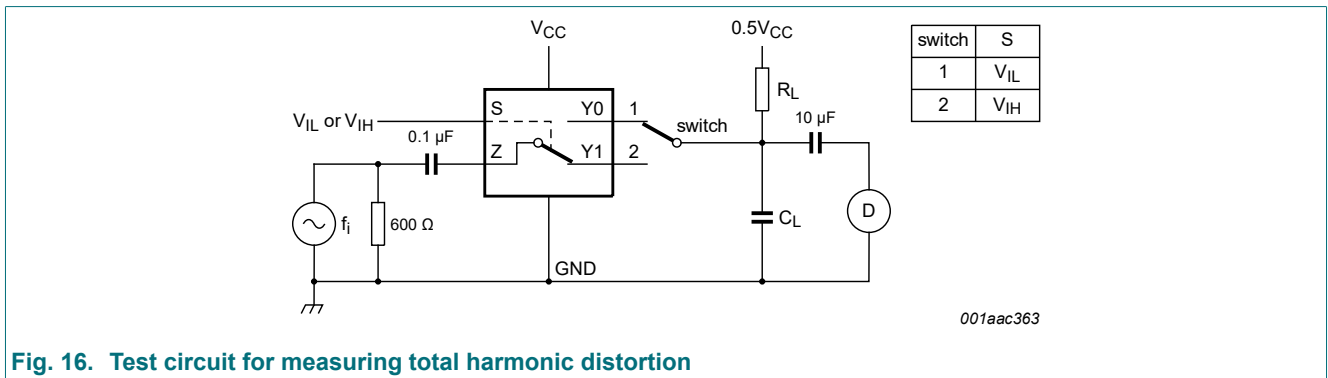 VCC
0.5VCC
switch S
1 VIL
2 VIH
RL
S Y0 1
10 µF
VIL or VIH
switch
0.1 µF
Z Y1 2
fi
600 Ω
CL
D
GND
001aac363
Fig. 16. Test circuit for measuring total harmonic distortion